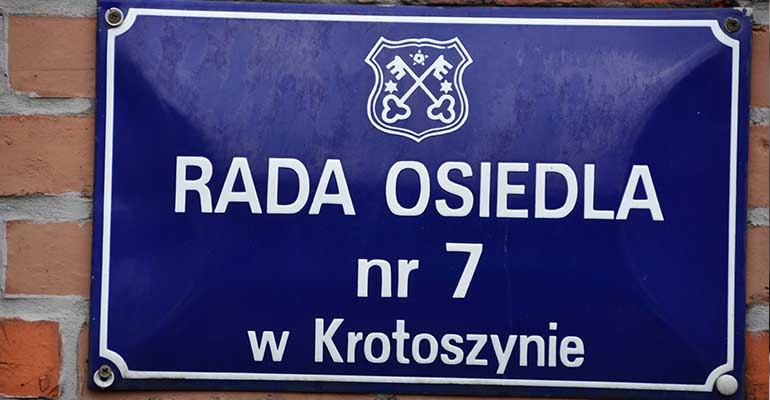 RADA OSIEDLA
nr 7
w Krotoszynie